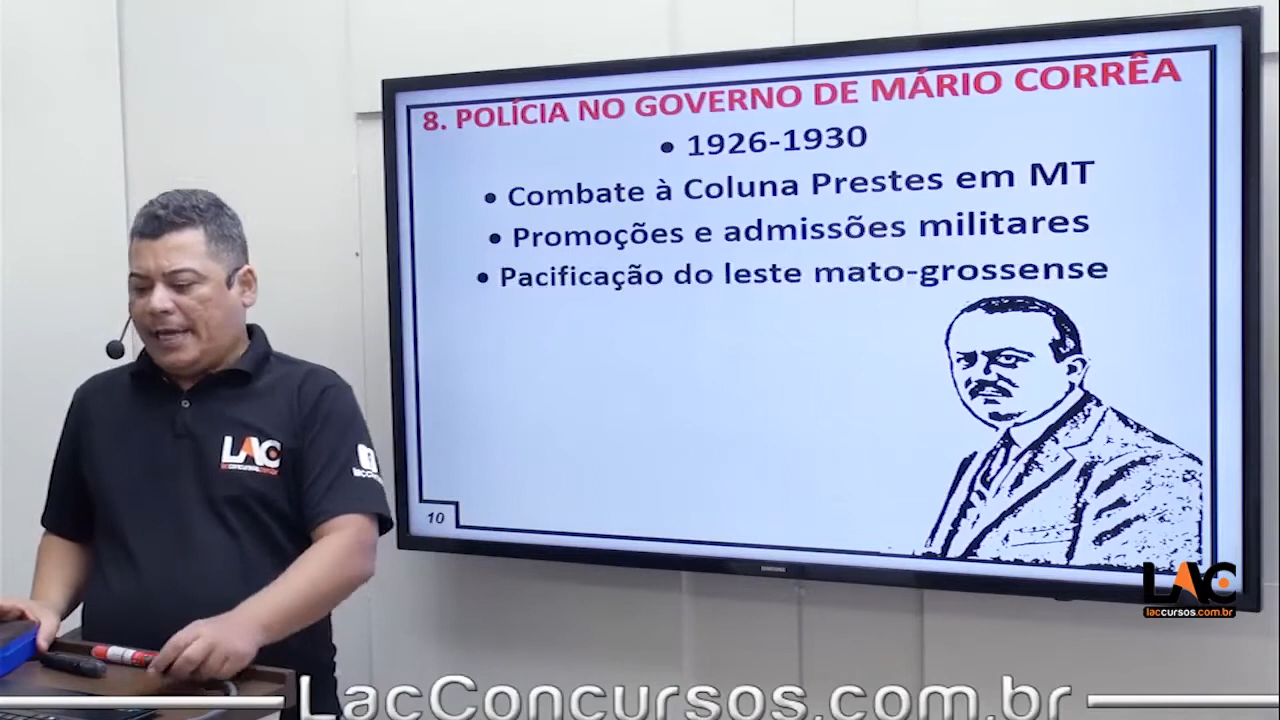 8. POLÍCIA NO GOVERNO DE MÁRIO CORRÊA
• 1926-1930
• Combate à Coluna Prestes em MT
• Promoções e admissões militares
• Pacificação do leste mato-grossense
10
SAMSUNG
LAC
LAC
laccursos.com.br
LacConcursos.com.br